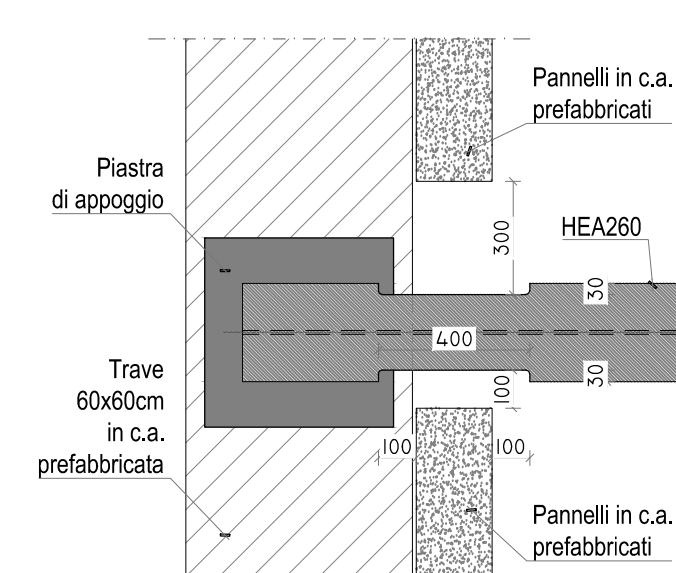 Pannelli in c.a.
prefabbricati
Piastra
di appoggio
300
HEA260
30
400
30
Trave
60x60cm
in c.a.
prefabbricata
100
100
100
Pannelli in c.a.
prefabbricati